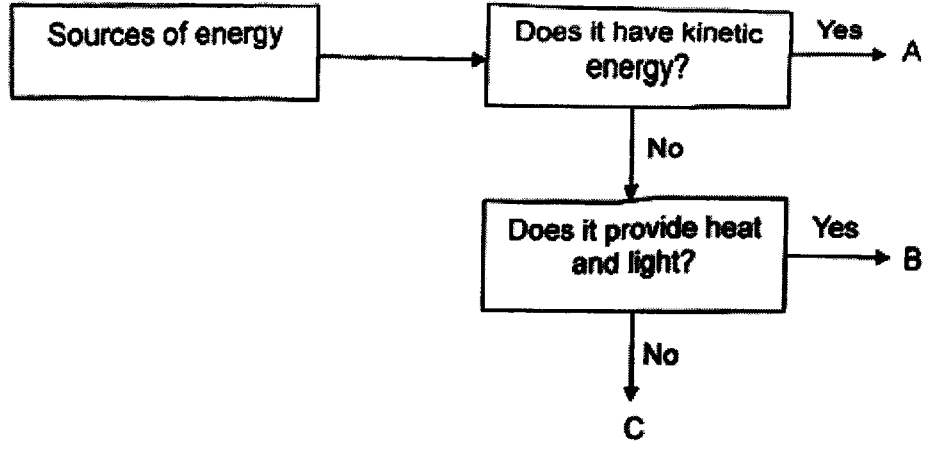 Sources of energy
Does it have kinetic
energy?
Yes
A
No
Does it provide heat
and light?
Yes
B
No
C